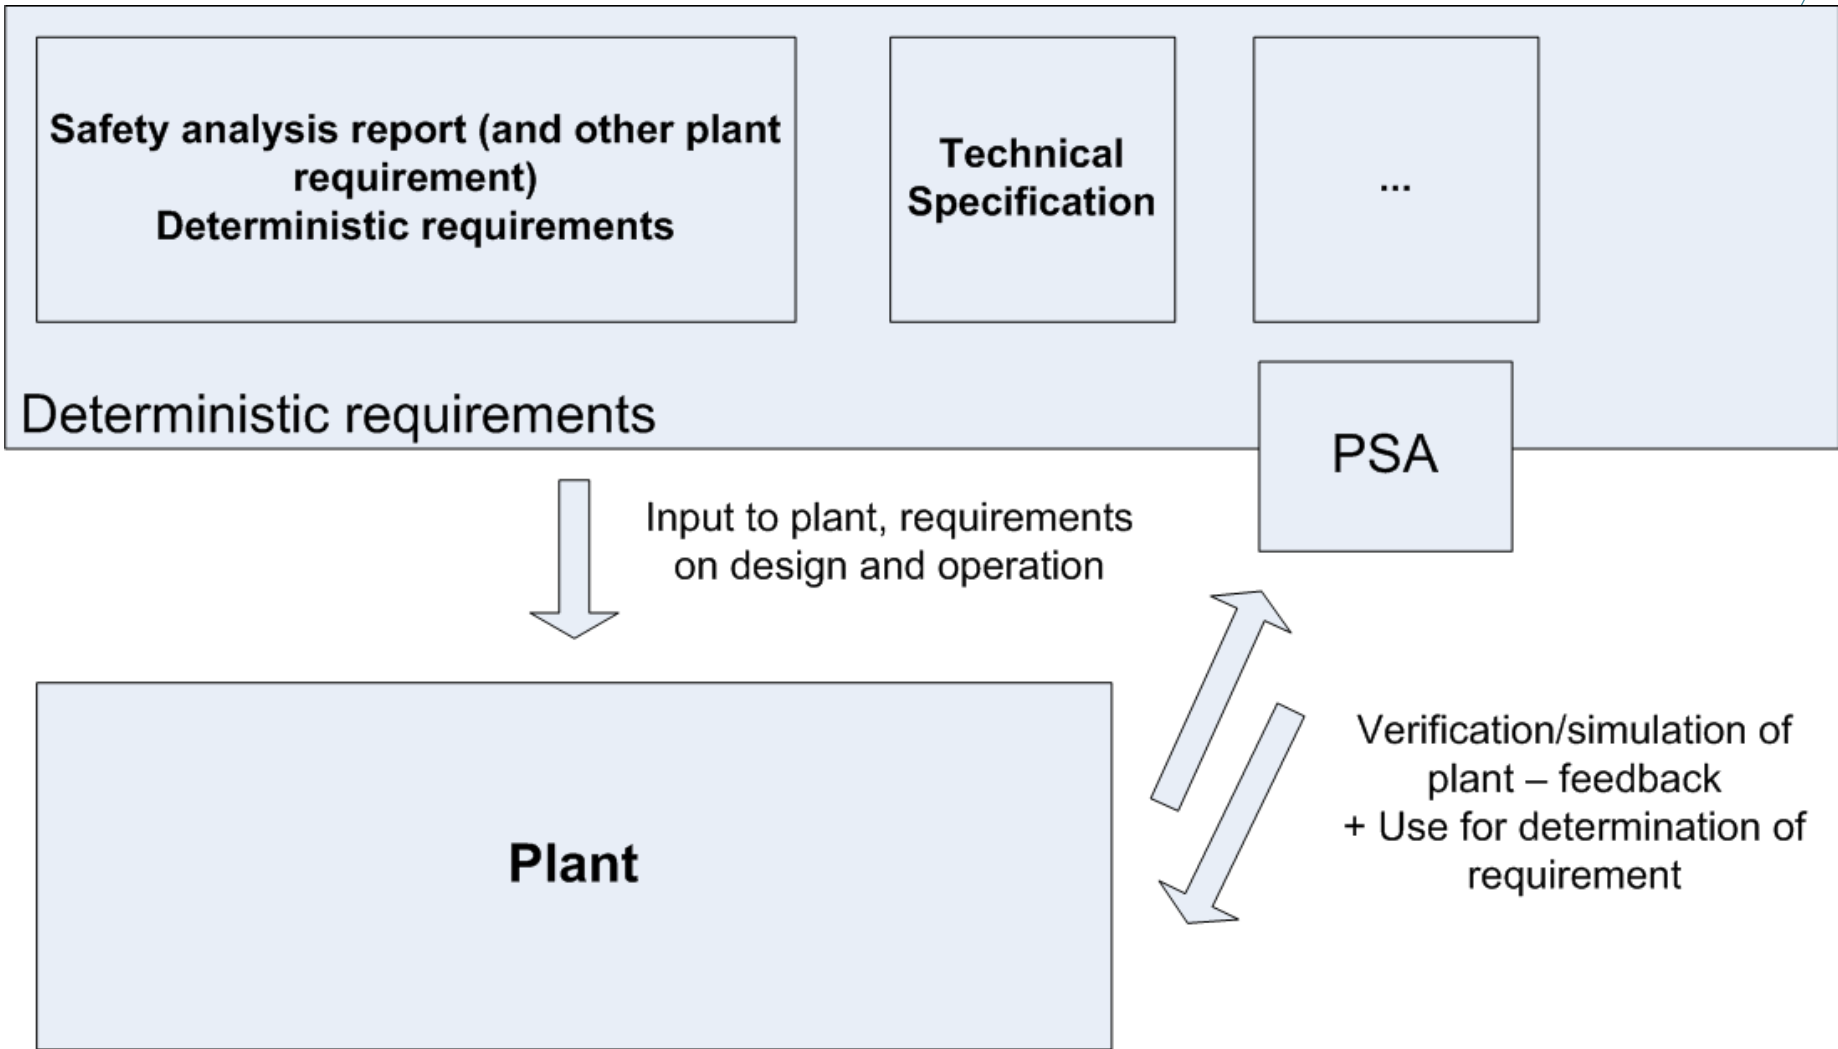 Safety analysis report (and other plant
requirement)
Deterministic requirements
Technical
Specification
...
Deterministic requirements
PSA
Input to plant, requirements
on design and operation
Verification/simulation of
plant – feedback
+ Use for determination of
requirement
Plant